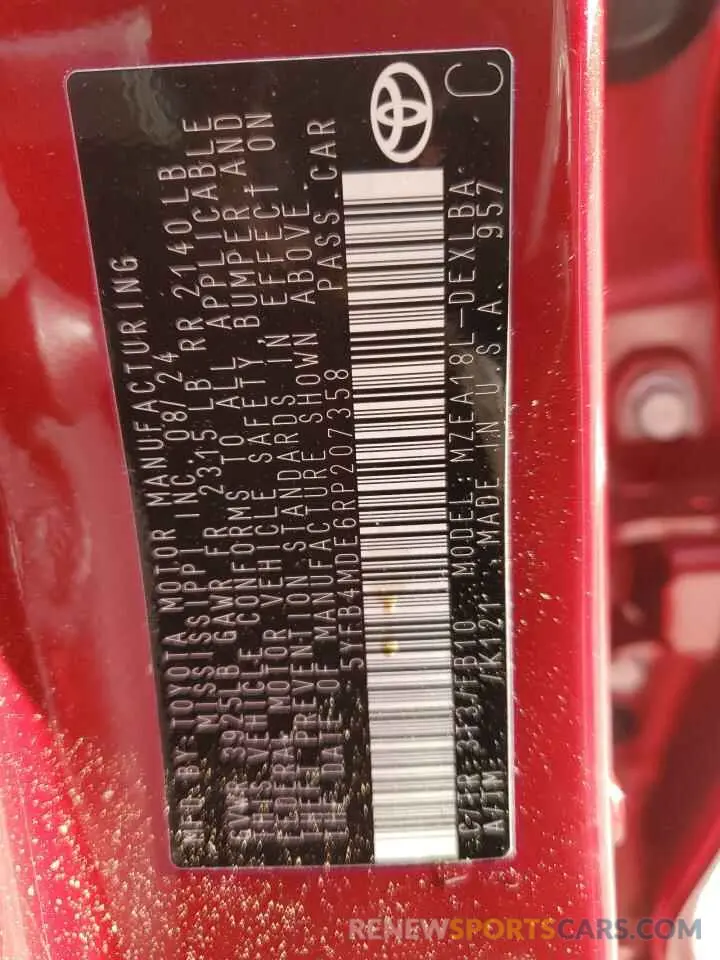 MFD BY: TOYOTA MOTOR MANUFACTURING
MISSISSIPPI INC. 08/24
GVWR 3925LB GAWR FR 2315 LB RR 2140LB
THIS VEHICLE CONFORMS TO ALL APPLICABLE
FEDERAL MOTOR VEHICLE SAFETY BUMPER AND
THEFT PREVENTION STANDARDS IN EFFECT ON
THE DATE OF MANUFACTURE SHOWN ABOVE.
5YFB4MDE6RP207358 PASS.CAR
C/TR: 3T3/FB10 MODEL: MZEA18L-DEXLBA
A/TM: /K121 MADE IN U.S.A. 957
C
RENEWSPORTSCARS.COM